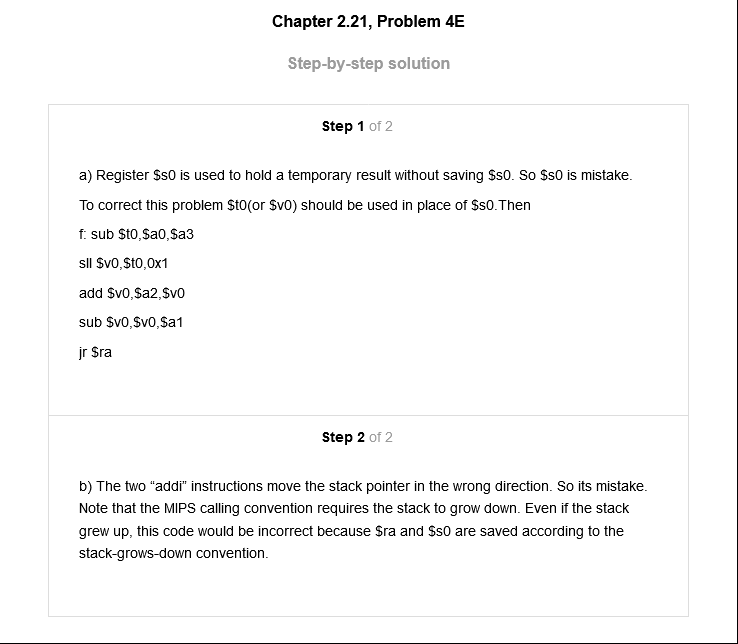 Chapter 2.21, Problem 4E
Step-by-step solution
Step 1 of 2
a) Register $s0 is used to hold a temporary result without saving $s0. So $s0 is mistake.
To correct this problem $t0(or $v0) should be used in place of $s0.Then
f: sub $t0,$a0,$a3
sll $v0,$t0,0x1
add $v0,$a2,$v0
sub $v0,$v0,$a1
jr $ra
Step 2 of 2
b) The two “addi” instructions move the stack pointer in the wrong direction. So its mistake.
Note that the MIPS calling convention requires the stack to grow down. Even if the stack
grew up, this code would be incorrect because $ra and $s0 are saved according to the
stack-grows-down convention.